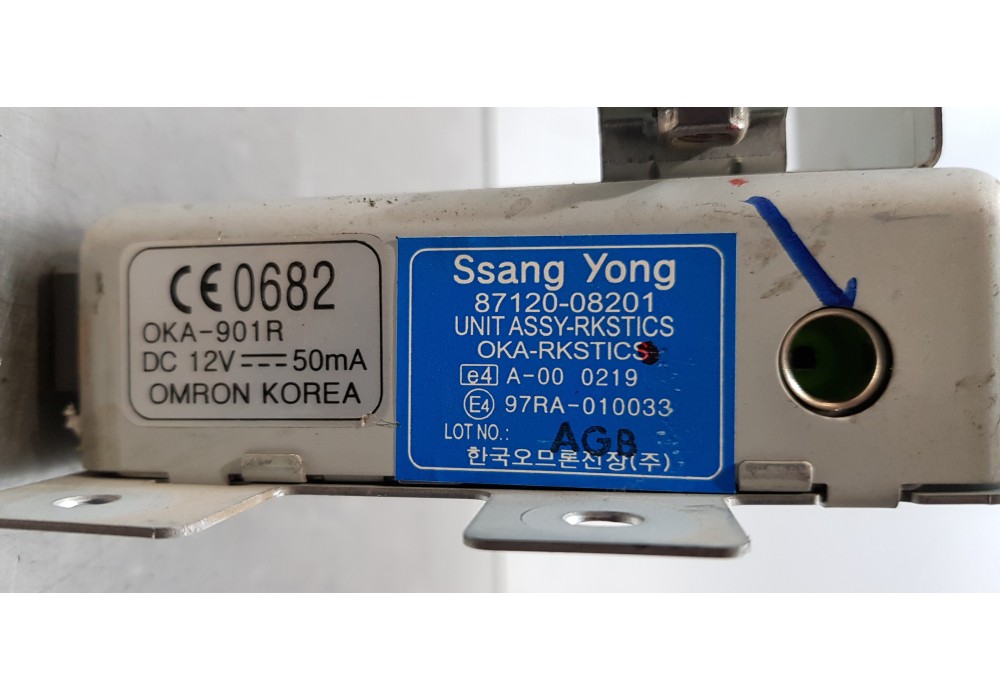 CE 0682
OKA-901R
DC 12V ⎓ 50mA
OMRON KOREA
Ssang Yong
87120-08201
UNIT ASSY-RKSTICS
OKA-RKSTICS
e4 A-00 0219
E4 97RA-010033
LOT NO.: AGB
한국오므론전장(주)